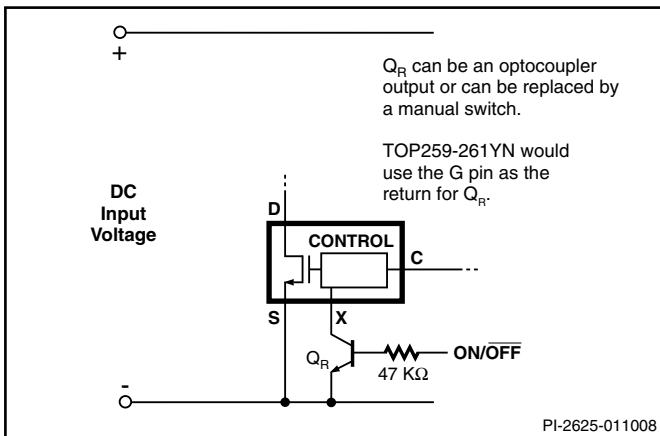 +
Q_R can be an optocoupler
output or can be replaced by
a manual switch.
TOP259-261YN would
use the G pin as the
return for Q_R.
DC
Input
Voltage
D
CONTROL
C
S
X
Q_R
47 KΩ
ON/O̅F̅F̅
-
PI-2625-011008